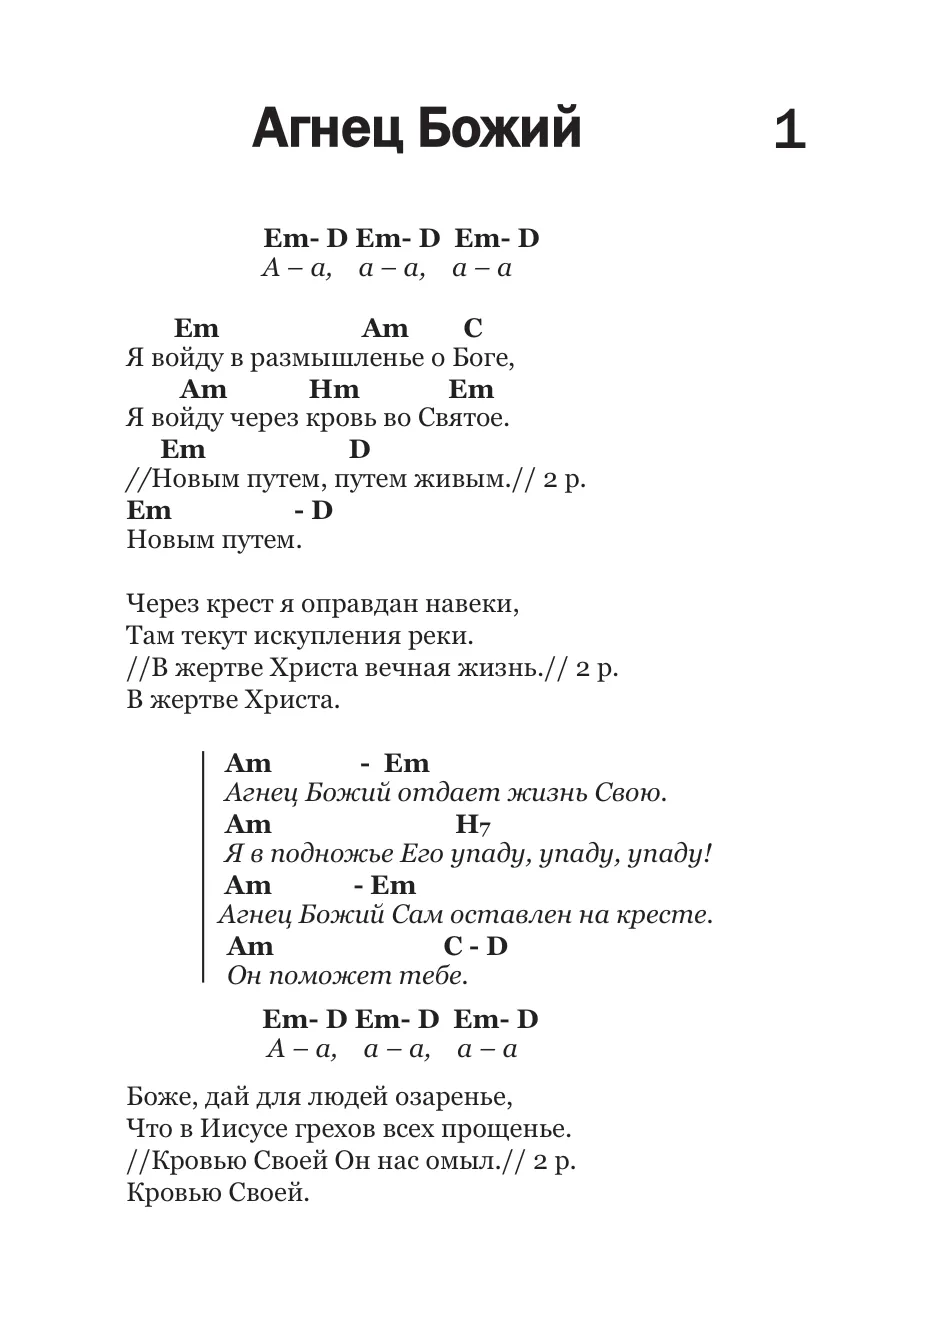 Агнец Божий 1
Em- D Em- D Em- D
А – а, а – а, а – а
Em Am C
Я войду в размышленье о Боге,
Am Hm Em
Я войду через кровь во Святое.
Em D
//Новым путем, путем живым.// 2 р.
Em - D
Новым путем.
Через крест я оправдан навеки,
Там текут искупления реки.
//В жертве Христа вечная жизнь.// 2 р.
В жертве Христа.
Am - Em
Агнец Божий отдает жизнь Свою.
Am H7
Я в подножье Его упаду, упаду, упаду!
Am - Em
Агнец Божий Сам оставлен на кресте.
Am C - D
Он поможет тебе.
Em- D Em- D Em- D
А – а, а – а, а – а
Боже, дай для людей озаренье,
Что в Иисусе грехов всех прощенье.
//Кровью Своей Он нас омыл.// 2 р.
Кровью Своей.